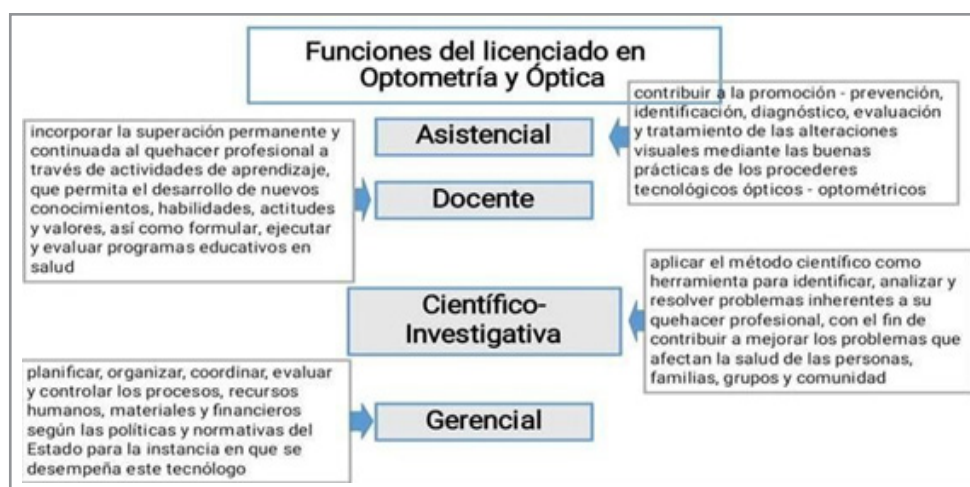 Funciones del licenciado en
Optometría y Óptica
Asistencial
contribuir a la promoción - prevención,
identificación, diagnóstico, evaluación
y tratamiento de las alteraciones
visuales mediante las buenas
prácticas de los procederes
tecnológicos ópticos - optométricos
incorporar la superación permanente y
continuada al quehacer profesional a
través de actividades de aprendizaje,
que permita el desarrollo de nuevos
conocimientos, habilidades, actitudes
y valores, así como formular, ejecutar
y evaluar programas educativos en
salud
Docente
Científico-
Investigativa
aplicar el método científico como
herramienta para identificar, analizar y
resolver problemas inherentes a su
quehacer profesional, con el fin de
contribuir a mejorar los problemas que
afectan la salud de las personas,
familias, grupos y comunidad
planificar, organizar, coordinar, evaluar
y controlar los procesos, recursos
humanos, materiales y financieros
según las políticas y normativas del
Estado para la instancia en que se
desempeña este tecnólogo
Gerencial